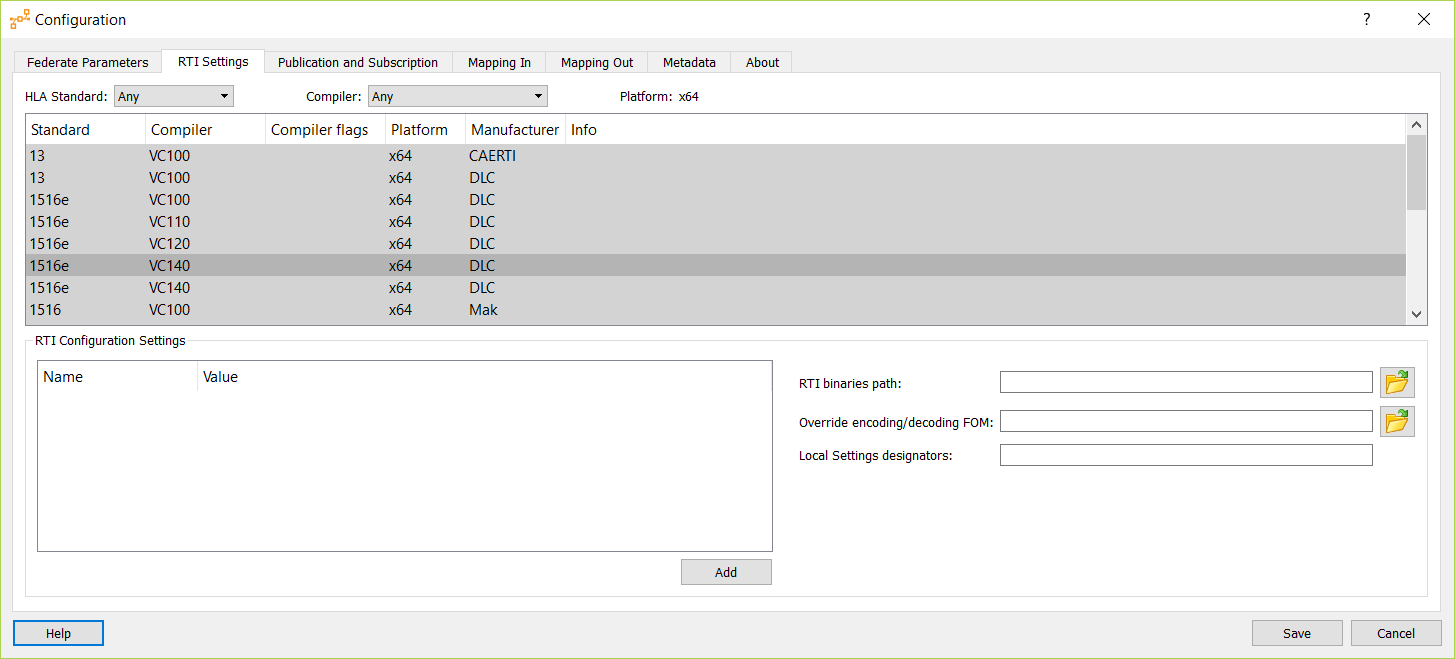 Configuration
?
Federate Parameters RTI Settings Publication and Subscription Mapping In Mapping Out Metadata About
HLA Standard: Any Compiler: Any Platform: x64
Standard Compiler Compiler flags Platform Manufacturer Info
13 VC100 x64 CAERTI
13 VC100 x64 DLC
1516e VC100 x64 DLC
1516e VC110 x64 DLC
1516e VC120 x64 DLC
1516e VC140 x64 DLC
1516e VC140 x64 DLC
1516 VC100 x64 Mak
RTI Configuration Settings
Name Value
RTI binaries path:
Override encoding/decoding FOM:
Local Settings designators:
Add
Help Save Cancel